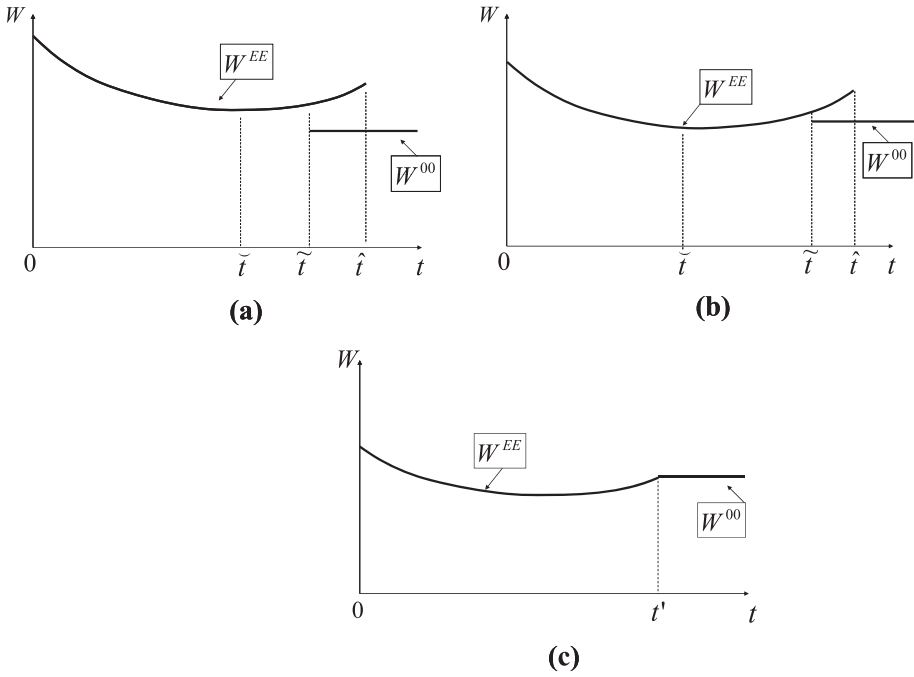 W
W^EE
W^00
0 t̆ t̃ t̂ t
(a)
W
W^EE
W^00
0 t̆ t̃ t̂ t
(b)
W
W^EE
W^00
0 t' t
(c)